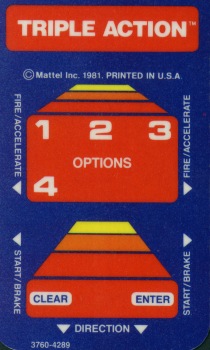 TRIPLE ACTION™
©Mattel Inc. 1981. PRINTED IN U.S.A.
FIRE/ACCELERATE
FIRE/ACCELERATE
1 2 3
OPTIONS
4
START/BRAKE
START/BRAKE
CLEAR ENTER
DIRECTION
3760-4289